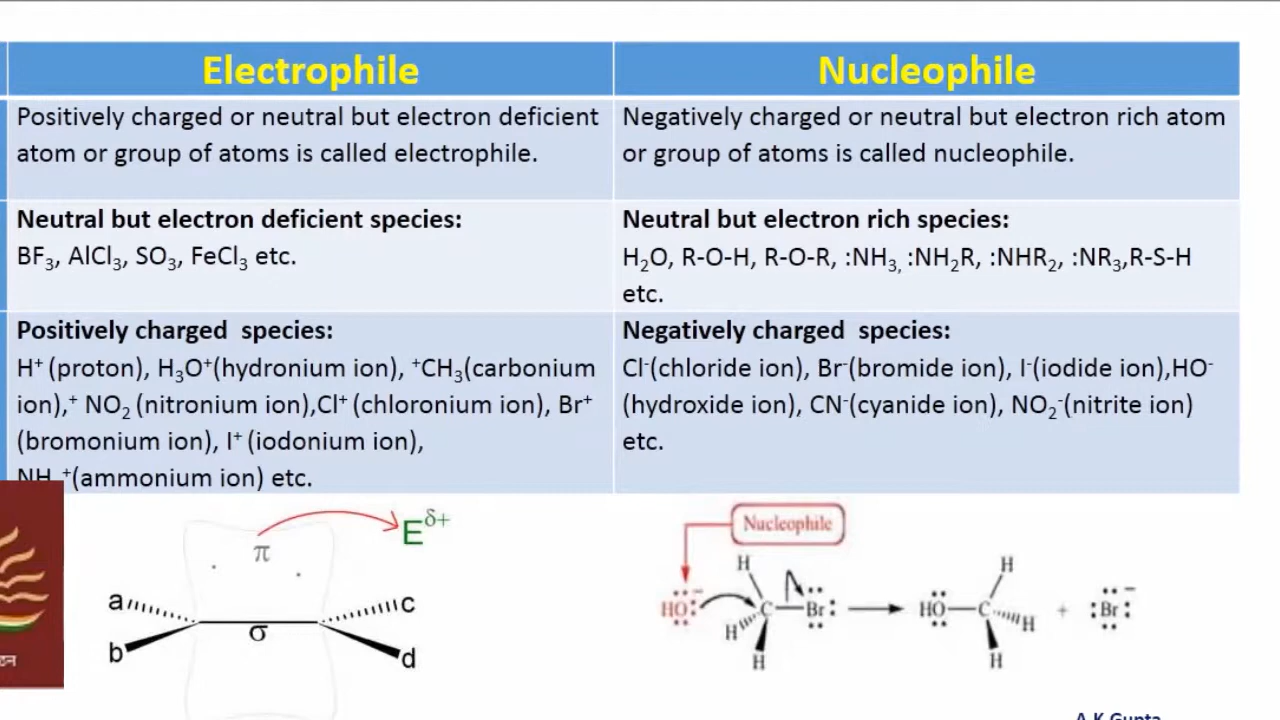 Electrophile
Nucleophile
Positively charged or neutral but electron deficient
atom or group of atoms is called electrophile.
Negatively charged or neutral but electron rich atom
or group of atoms is called nucleophile.
Neutral but electron deficient species:
BF₃, AlCl₃, SO₃, FeCl₃ etc.
Neutral but electron rich species:
H₂O, R-O-H, R-O-R, :NH₃, :NH₂R, :NHR₂, :NR₃,R-S-H
etc.
Positively charged species:
H⁺ (proton), H₃O⁺(hydronium ion), ⁺CH₃(carbonium
ion),⁺ NO₂ (nitronium ion),Cl⁺ (chloronium ion), Br⁺
(bromonium ion), I⁺ (iodonium ion),
⁺(ammonium ion) etc.
Negatively charged species:
Cl⁻(chloride ion), Br⁻(bromide ion), I⁻(iodide ion),HO⁻
(hydroxide ion), CN⁻(cyanide ion), NO₂⁻(nitrite ion)
etc.
π
E δ+
a
c
σ
b
d
Nucleophile
H
H
HO:⁻
C
Br:
HO
C
+
:Br:⁻
H
H
H
H
A K Gupta